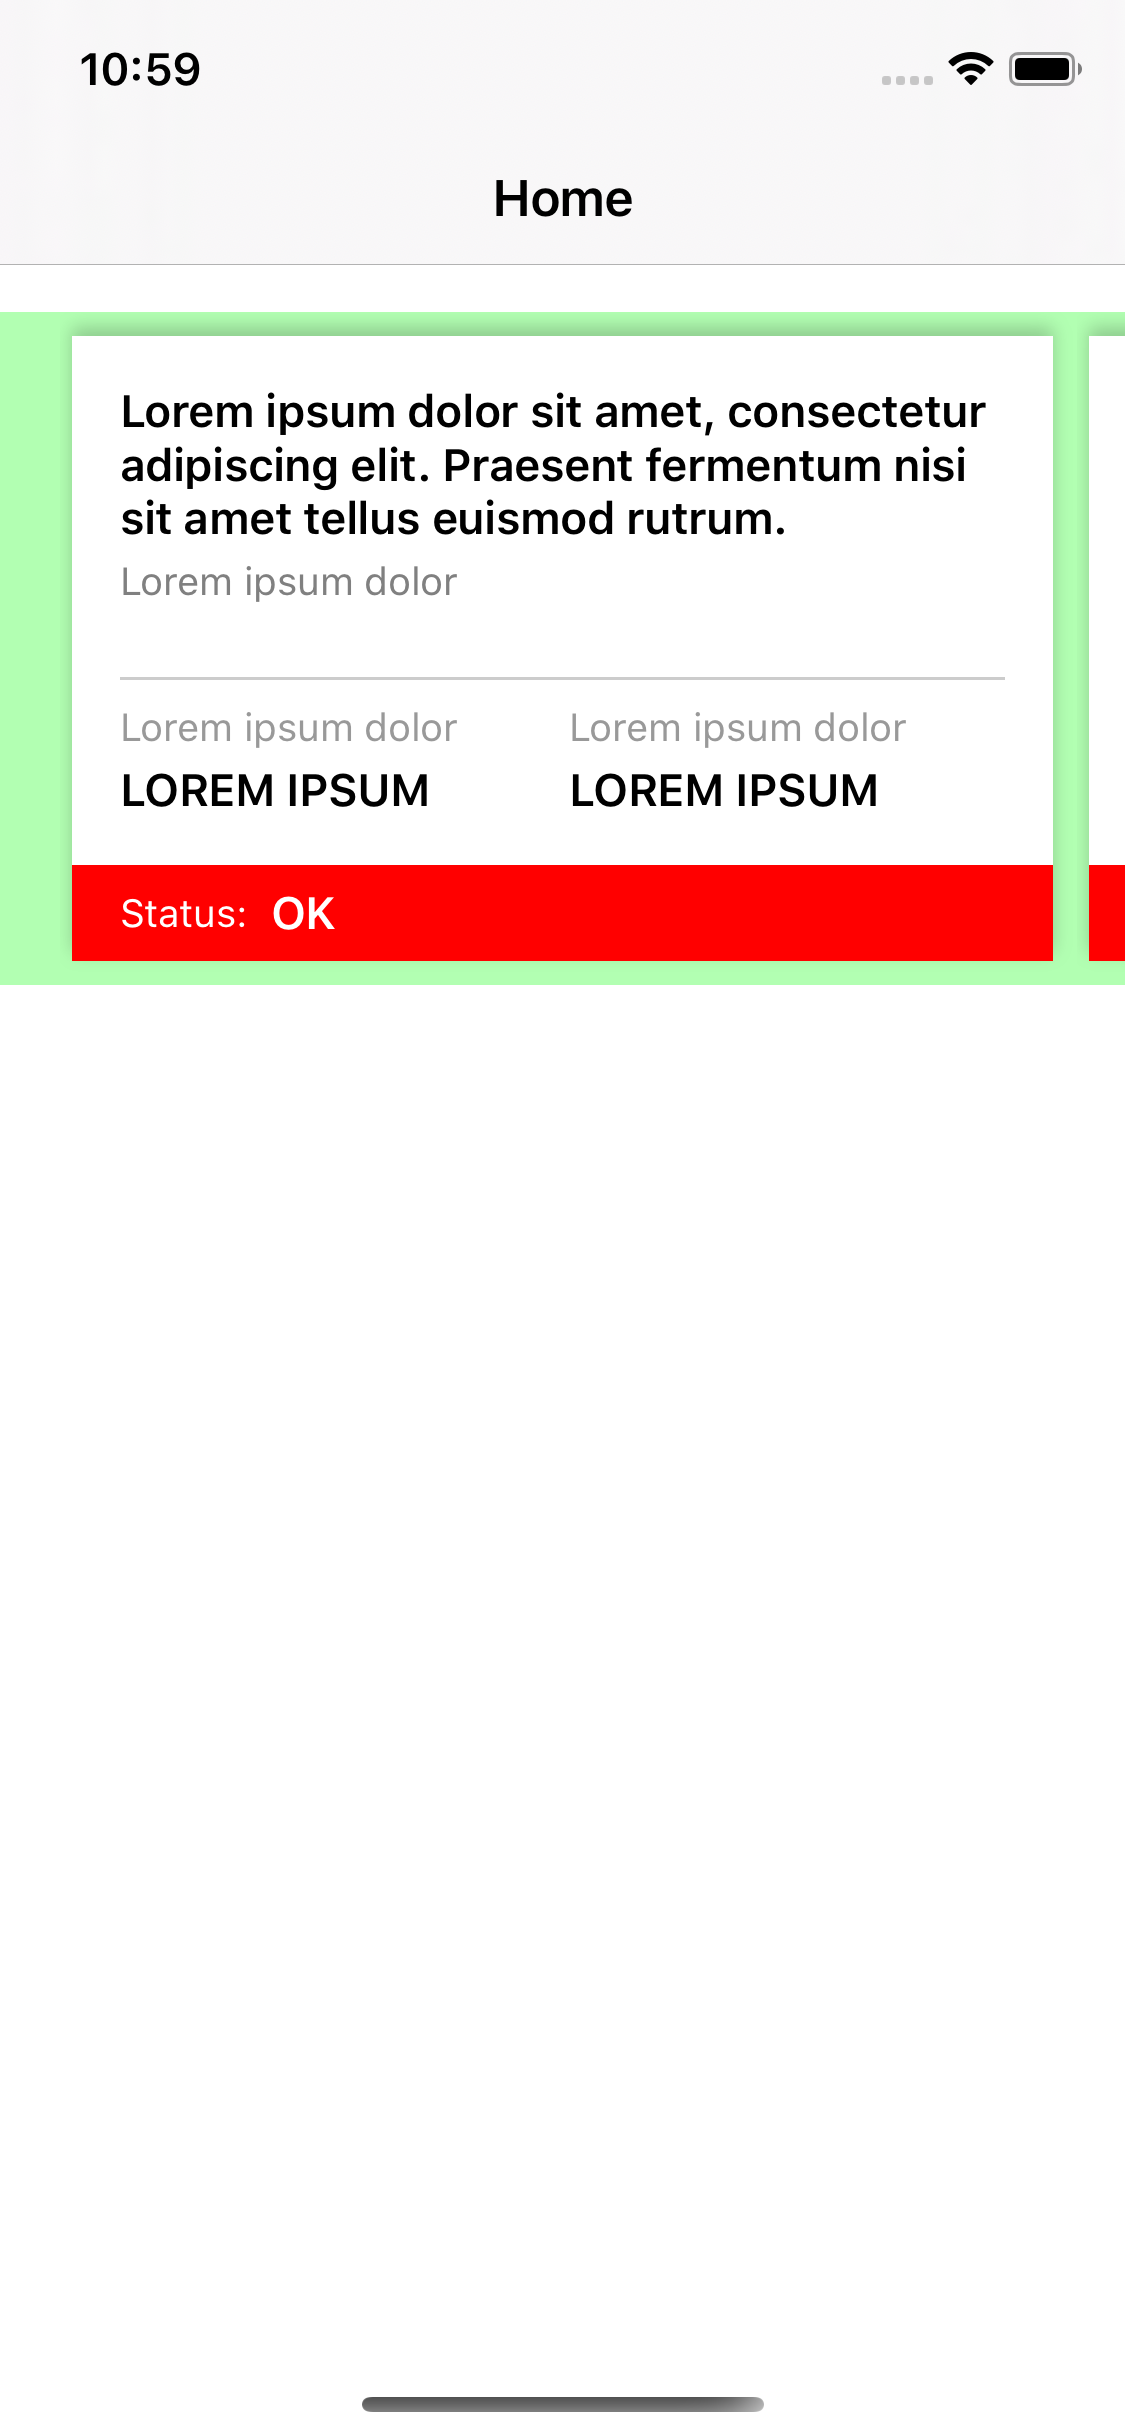 10:59
Home
Lorem ipsum dolor sit amet, consectetur
adipiscing elit. Praesent fermentum nisi
sit amet tellus euismod rutrum.
Lorem ipsum dolor
Lorem ipsum dolor Lorem ipsum dolor
LOREM IPSUM LOREM IPSUM
Status: OK